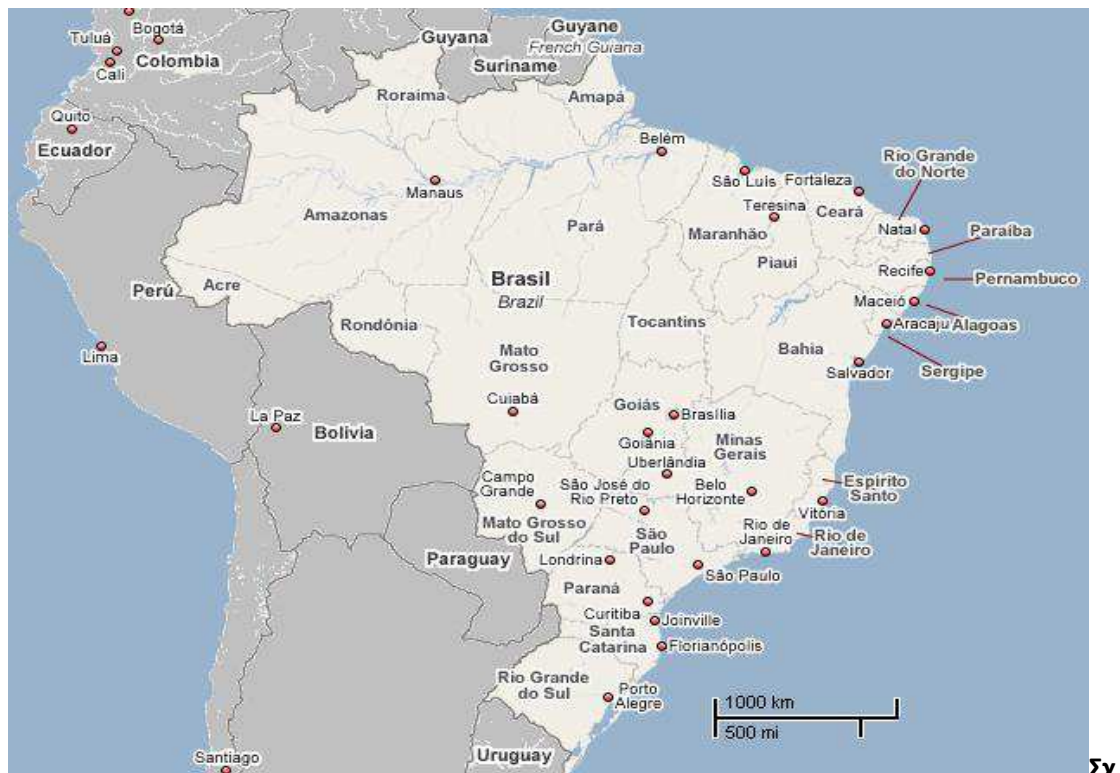 Bogotá
Tuluá
Colombia
Cali
Guyana
Guyane
French Guiana
Suriname
Roraima
Amapá
Quito
Ecuador
Belém
Manaus
São Luís
Fortaleza
Rio Grande
do Norte
Teresina
Ceará
Amazonas
Pará
Maranhão
Natal
Paraíba
Piaui
Recife
Pernambuco
Brasil
Brazil
Perú
Acre
Maceió
Rondónia
Tocantins
Aracaju
Alagoas
Lima
Mato
Grosso
Bahia
Salvador
Sergipe
Cuiabá
Goiás
Brasília
La Paz
Bolivia
Goiânia
Minas
Gerais
Uberlândia
Campo
Grande
São José do
Rio Preto
Belo
Horizonte
Espírito
Santo
Vitória
Mato Grosso
do Sul
São
Paulo
Rio de
Janeiro
Rio de
Janeiro
Paraguay
Londrina
São Paulo
Paraná
Curitiba
Joinville
Santa
Catarina
Florianópolis
Rio Grande
do Sul
Porto
Alegre
1000 km
500 mi
Uruguay
Santiago
Σχ